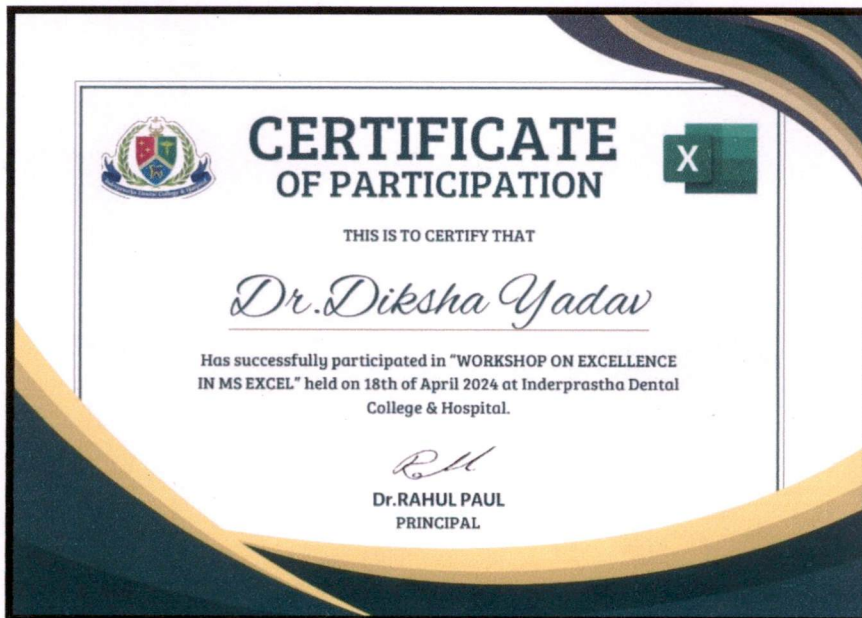 CERTIFICATE
OF PARTICIPATION
X
THIS IS TO CERTIFY THAT
Dr.Diksha Yadav
Has successfully participated in "WORKSHOP ON EXCELLENCE
IN MS EXCEL" held on 18th of April 2024 at Inderprastha Dental
College & Hospital.
Dr.RAHUL PAUL
PRINCIPAL